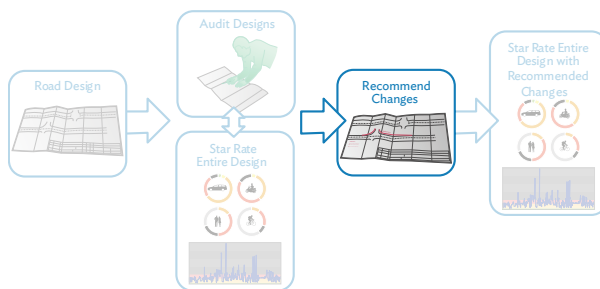 Road Design
Audit Designs
Star Rate
Entire Design
Recommend
Changes
Star Rate Entire
Design with
Recommended
Changes